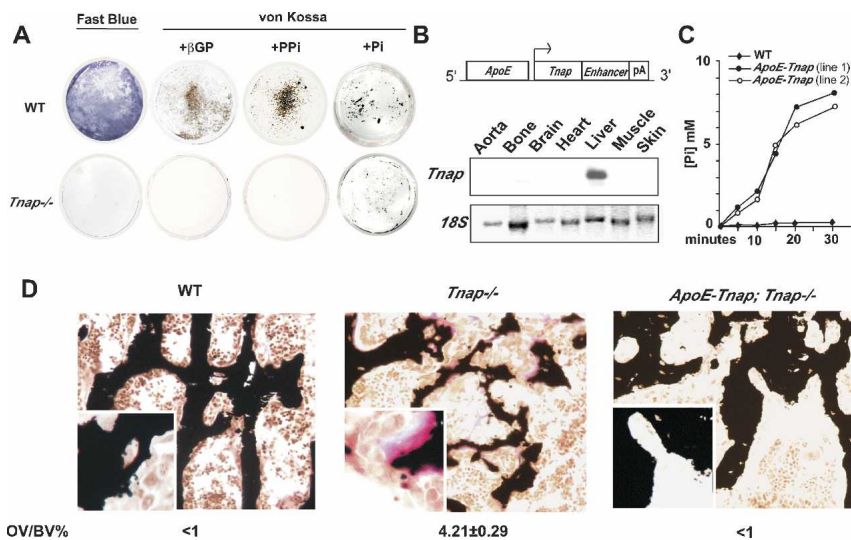 A
Fast Blue
von Kossa
+βGP
+PPi
+Pi
WT
Tnap-/-
B
5'
ApoE
Tnap
Enhancer
pA
3'
Aorta
Bone
Brain
Heart
Liver
Muscle
Skin
Tnap
18S
C
WT
ApoE-Tnap (line 1)
ApoE-Tnap (line 2)
[Pi] mM
10
5
0
minutes 10 20 30
D
WT
Tnap-/-
ApoE-Tnap; Tnap-/-
OV/BV% <1 4.21±0.29 <1